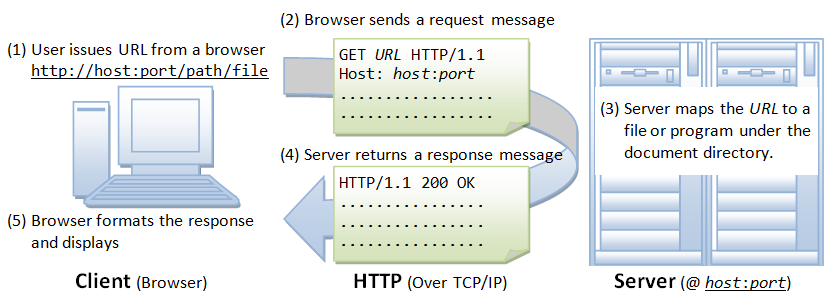 (1) User issues URL from a browser
http://host:port/path/file
(2) Browser sends a request message
GET URL HTTP/1.1
Host: host:port
................
................
(3) Server maps the URL to a
file or program under the
document directory.
(4) Server returns a response message
HTTP/1.1 200 OK
................
................
................
(5) Browser formats the response
and displays
Client (Browser)
HTTP (Over TCP/IP)
Server (@ host:port)